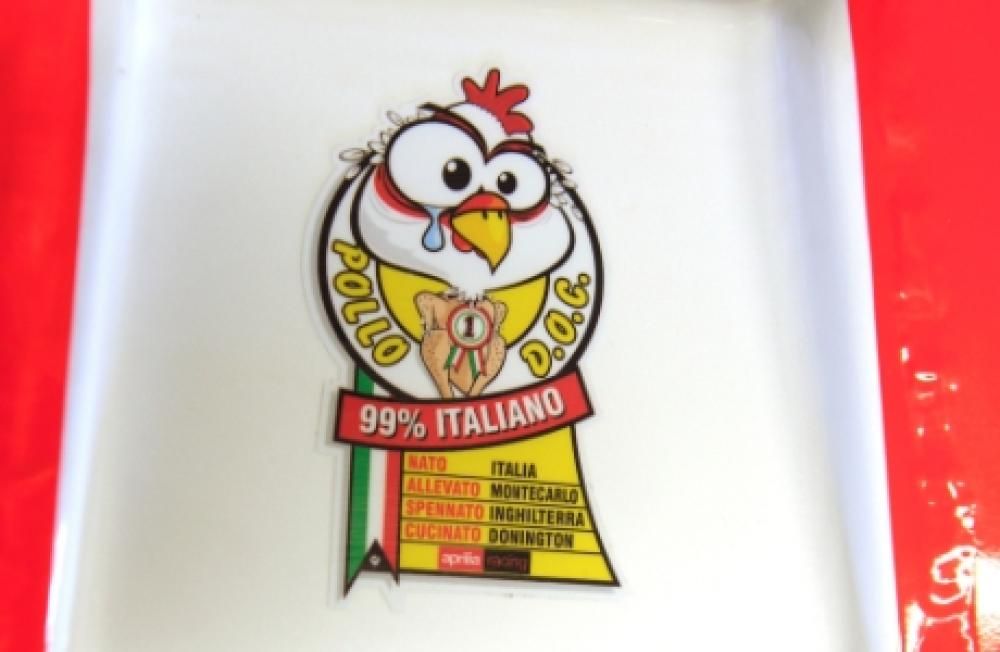 POLLO D.O.C.
1
99% ITALIANO
NATO ITALIA
ALLEVATO MONTECARLO
SPENNATO INGHILTERRA
CUCINATO DONINGTON
aprilia racing